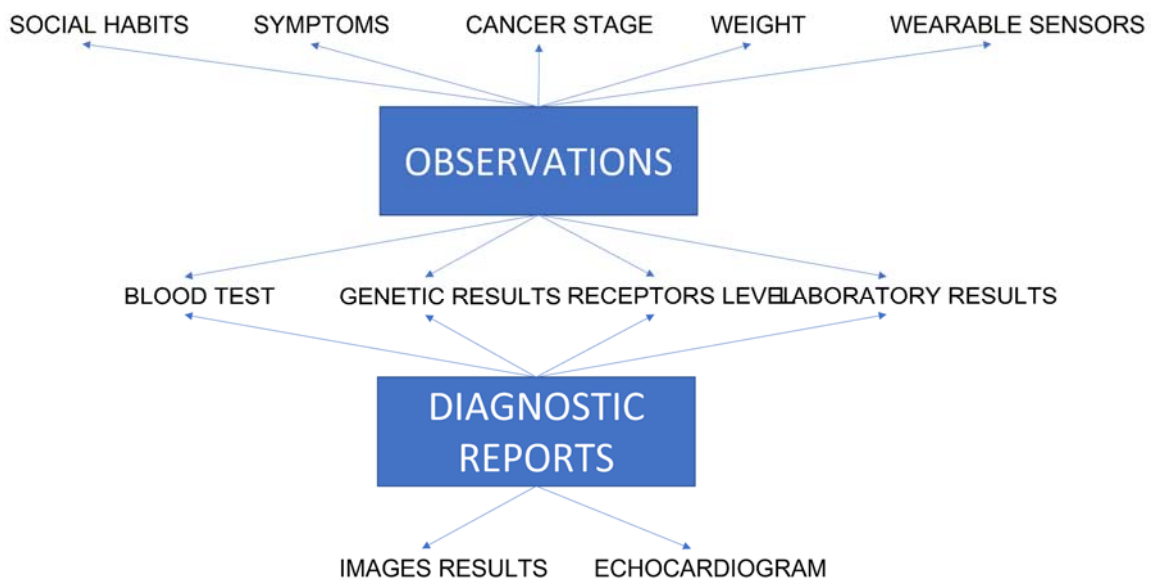 SOCIAL HABITS SYMPTOMS CANCER STAGE WEIGHT WEARABLE SENSORS
OBSERVATIONS
BLOOD TEST GENETIC RESULTS RECEPTORS LEVEL LABORATORY RESULTS
DIAGNOSTIC
REPORTS
IMAGES RESULTS ECHOCARDIOGRAM